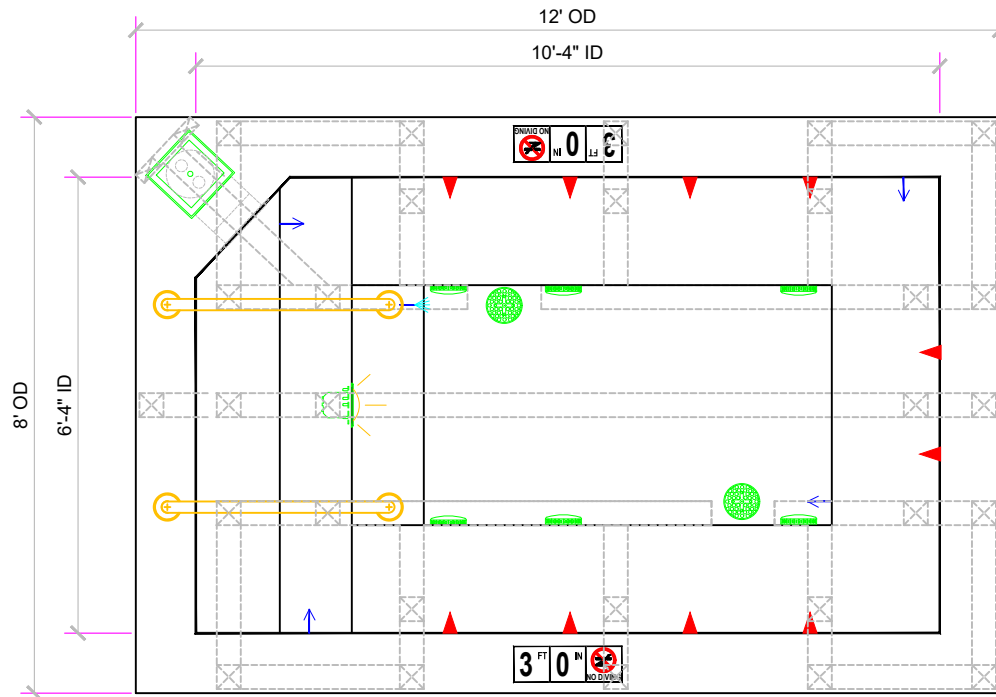 12' OD
10'-4" ID
8' OD
6'-4" ID
NO DIVING 0 IN 3 FT
3 FT 0 IN NO DIVING